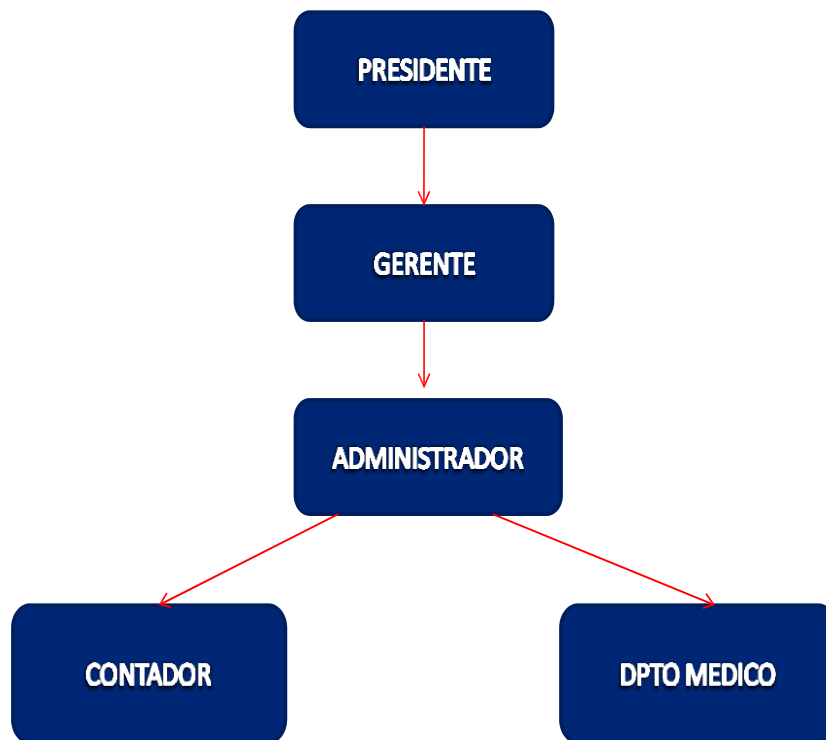 PRESIDENTE
GERENTE
ADMINISTRADOR
CONTADOR
DPTO MEDICO